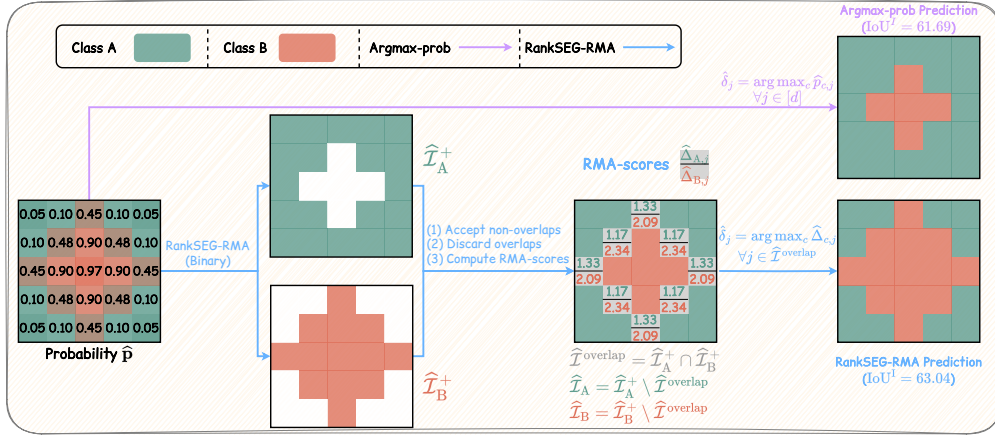 Class A
Class B
Argmax-prob
RankSEG-RMA
Argmax-prob Prediction
(IoU^I = 61.69)
δ̂_j = arg max_c p̂_{c,j}
∀j ∈ [d]
Î_A^+
RMA-scores Δ̂_{A,j} / Δ̂_{B,j}
0.05 0.10 0.45 0.10 0.05
0.10 0.48 0.90 0.48 0.10
0.45 0.90 0.97 0.90 0.45
0.10 0.48 0.90 0.48 0.10
0.05 0.10 0.45 0.10 0.05
Probability p̂
RankSEG-RMA
(Binary)
(1) Accept non-overlaps
(2) Discard overlaps
(3) Compute RMA-scores
1.33
2.09
1.17 1.17
2.34 2.34
1.33 1.33
2.09 2.09
1.17 1.17
2.34 2.34
1.33
2.09
δ̂_j = arg max_c Δ̂_{c,j}
∀j ∈ Î^overlap
Î_B^+
Î^overlap = Î_A^+ ∩ Î_B^+
Î_A = Î_A^+ \ Î^overlap
Î_B = Î_B^+ \ Î^overlap
RankSEG-RMA Prediction
(IoU^I = 63.04)